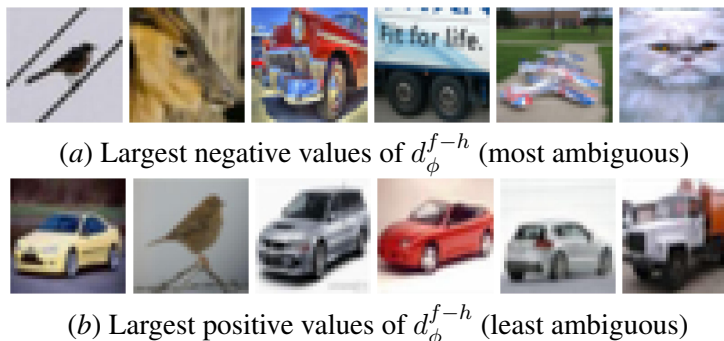 Fit for life.
(a) Largest negative values of d_ϕ^{f−h} (most ambiguous)
(b) Largest positive values of d_ϕ^{f−h} (least ambiguous)